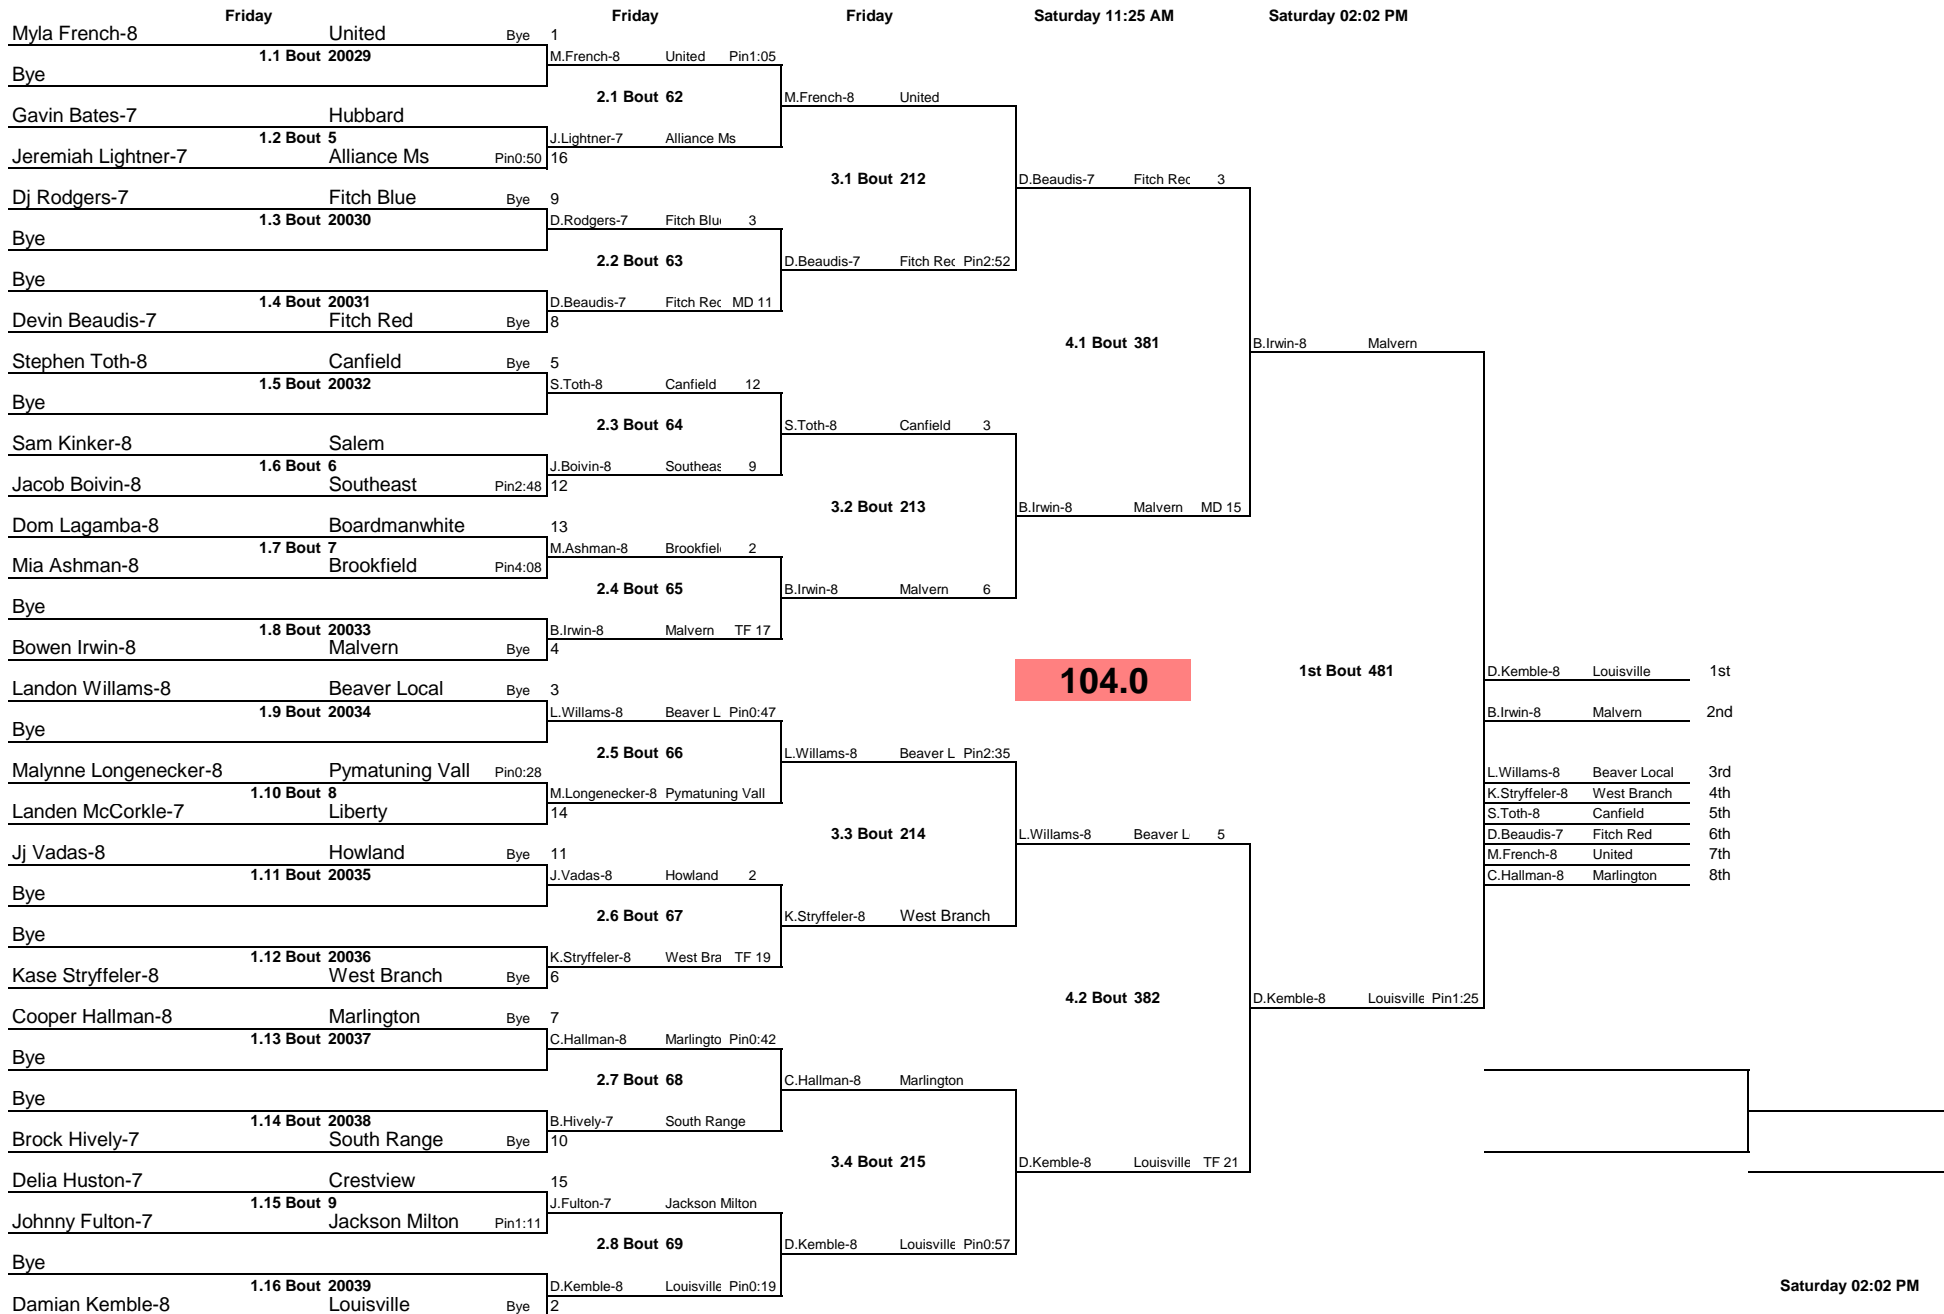 Friday Friday Friday Saturday 11:25 AM Saturday 02:02 PM
Myla French-8 United Bye 1
1.1 Bout 20029 M.French-8 United Pin1:05
Bye
2.1 Bout 62 M.French-8 United
Gavin Bates-7 Hubbard
1.2 Bout 5 J.Lightner-7 Alliance Ms
Jeremiah Lightner-7 Alliance Ms Pin0:50 16
3.1 Bout 212 D.Beaudis-7 Fitch Rec 3
Dj Rodgers-7 Fitch Blue Bye 9
1.3 Bout 20030 D.Rodgers-7 Fitch Blu 3
Bye
2.2 Bout 63 D.Beaudis-7 Fitch Rec Pin2:52
Bye
1.4 Bout 20031 D.Beaudis-7 Fitch Rec MD 11
Devin Beaudis-7 Fitch Red Bye 8
4.1 Bout 381 B.Irwin-8 Malvern
Stephen Toth-8 Canfield Bye 5
1.5 Bout 20032 S.Toth-8 Canfield 12
Bye
2.3 Bout 64 S.Toth-8 Canfield 3
Sam Kinker-8 Salem
1.6 Bout 6 J.Boivin-8 Southeas 9
Jacob Boivin-8 Southeast Pin2:48 12
3.2 Bout 213 B.Irwin-8 Malvern MD 15
Dom Lagamba-8 Boardmanwhite 13
1.7 Bout 7 M.Ashman-8 Brookfiel 2
Mia Ashman-8 Brookfield Pin4:08
2.4 Bout 65 B.Irwin-8 Malvern 6
Bye
1.8 Bout 20033 B.Irwin-8 Malvern TF 17
Bowen Irwin-8 Malvern Bye 4
104.0 1st Bout 481 D.Kemble-8 Louisville 1st
Landon Willams-8 Beaver Local Bye 3
1.9 Bout 20034 L.Willams-8 Beaver L Pin0:47 B.Irwin-8 Malvern 2nd
Bye
2.5 Bout 66 L.Willams-8 Beaver L Pin2:35
Malynne Longenecker-8 Pymatuning Vall Pin0:28 L.Willams-8 Beaver Local 3rd
1.10 Bout 8 M.Longenecker-8 Pymatuning Vall K.Stryffeler-8 West Branch 4th
Landen McCorkle-7 Liberty 14 S.Toth-8 Canfield 5th
3.3 Bout 214 L.Willams-8 Beaver L 5 D.Beaudis-7 Fitch Red 6th
Jj Vadas-8 Howland Bye 11 M.French-8 United 7th
1.11 Bout 20035 J.Vadas-8 Howland 2 C.Hallman-8 Marlington 8th
Bye
2.6 Bout 67 K.Stryffeler-8 West Branch
Bye
1.12 Bout 20036 K.Stryffeler-8 West Bra TF 19
Kase Stryffeler-8 West Branch Bye 6
4.2 Bout 382 D.Kemble-8 Louisville Pin1:25
Cooper Hallman-8 Marlington Bye 7
1.13 Bout 20037 C.Hallman-8 Marlingto Pin0:42
Bye
2.7 Bout 68 C.Hallman-8 Marlington
Bye
1.14 Bout 20038 B.Hively-7 South Range
Brock Hively-7 South Range Bye 10
3.4 Bout 215 D.Kemble-8 Louisville TF 21
Delia Huston-7 Crestview 15
1.15 Bout 9 J.Fulton-7 Jackson Milton
Johnny Fulton-7 Jackson Milton Pin1:11
2.8 Bout 69 D.Kemble-8 Louisville Pin0:57
Bye
1.16 Bout 20039 D.Kemble-8 Louisville Pin0:19 Saturday 02:02 PM
Damian Kemble-8 Louisville Bye 2